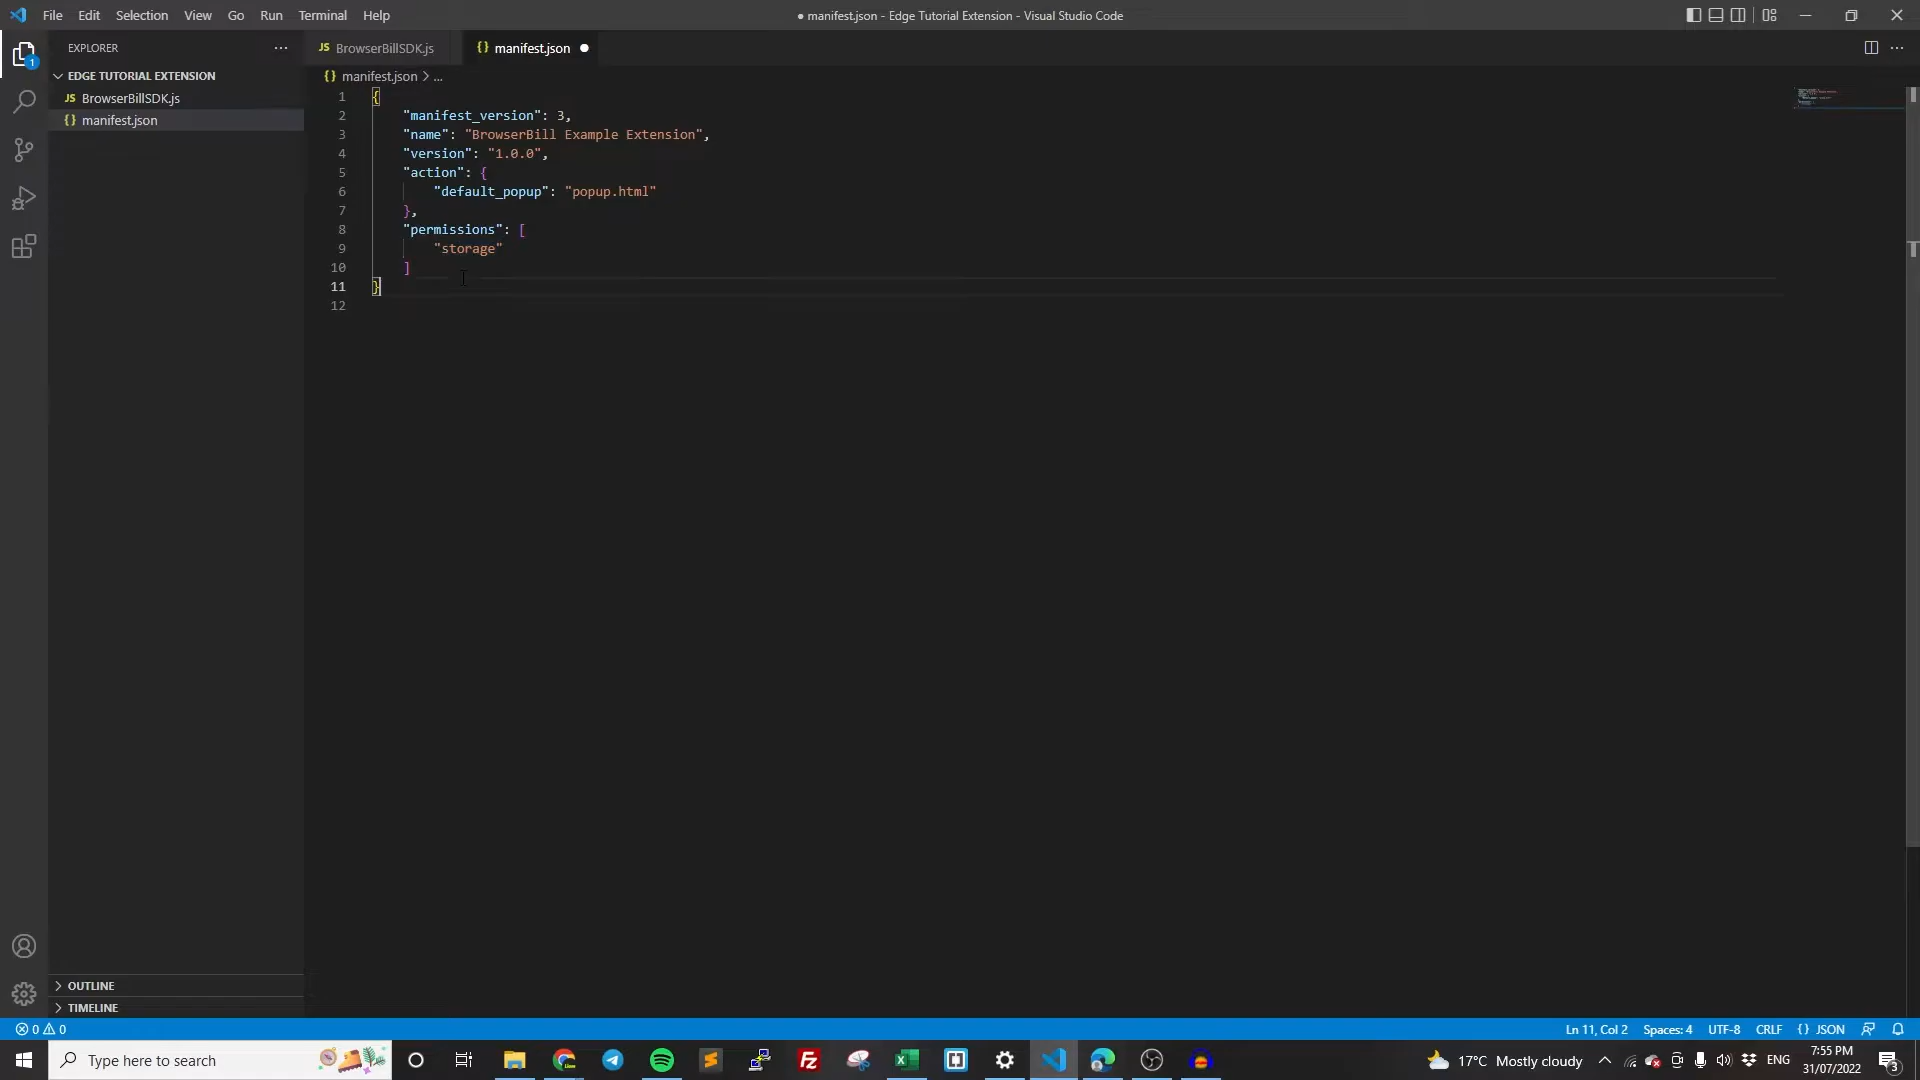 File Edit Selection View Go Run Terminal Help
● manifest.json - Edge Tutorial Extension - Visual Studio Code
EXPLORER
EDGE TUTORIAL EXTENSION
JS BrowserBillSDK.js
{} manifest.json
OUTLINE
TIMELINE
JS BrowserBillSDK.js
{} manifest.json ●
{} manifest.json > ...
1 {
2 "manifest_version": 3,
3 "name": "BrowserBill Example Extension",
4 "version": "1.0.0",
5 "action": {
6 "default_popup": "popup.html"
7 },
8 "permissions": [
9 "storage"
10 ]
11 }
12
1
0 0
Ln 11, Col 2 Spaces: 4 UTF-8 CRLF {} JSON
Type here to search
17°C Mostly cloudy
ENG
7:55 PM
31/07/2022
3